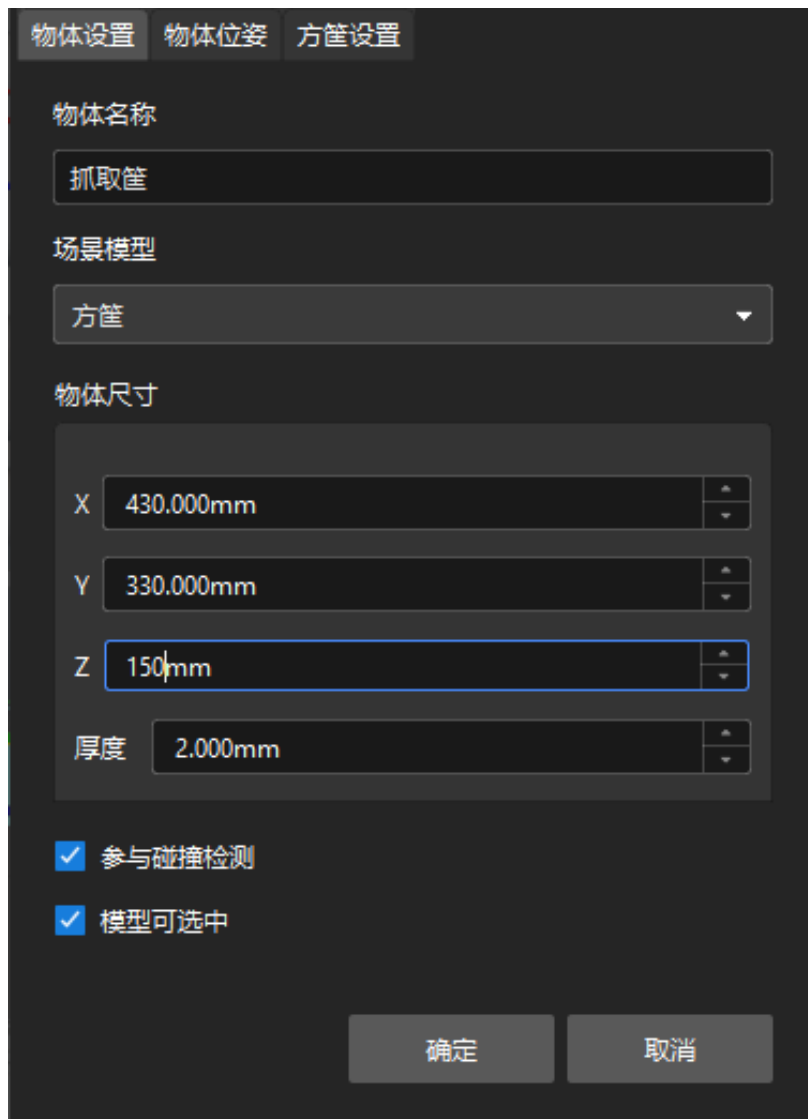 物体设置 物体位姿 方筐设置
物体名称
抓取筐
场景模型
方筐
物体尺寸
X 430.000mm
Y 330.000mm
Z 150mm
厚度 2.000mm
参与碰撞检测
模型可选中
确定 取消